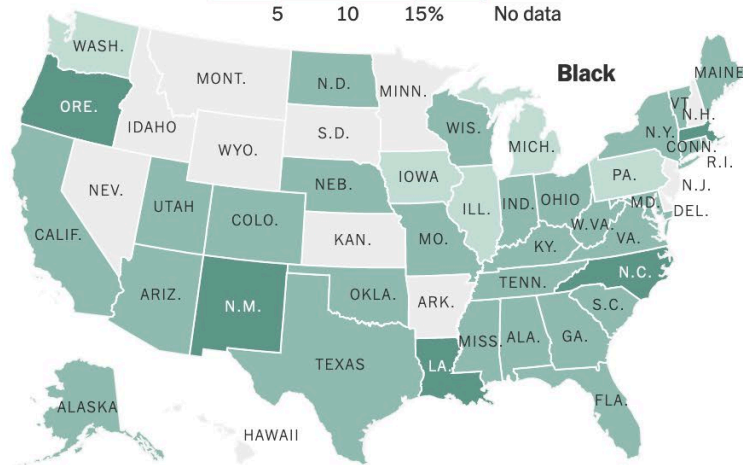 5 10 15% No data
Black
WASH.
MONT.
N.D.
MINN.
MAINE
ORE.
IDAHO
S.D.
WIS.
MICH.
VT.
N.H.
N.Y.
CONN.
R.I.
WYO.
IOWA
PA.
N.J.
NEV.
NEB.
ILL.
IND.
OHIO
MD.
DEL.
UTAH
COLO.
KAN.
MO.
KY.
W.VA.
VA.
CALIF.
ARIZ.
N.M.
OKLA.
ARK.
TENN.
N.C.
S.C.
TEXAS
LA.
MISS.
ALA.
GA.
FLA.
ALASKA
HAWAII